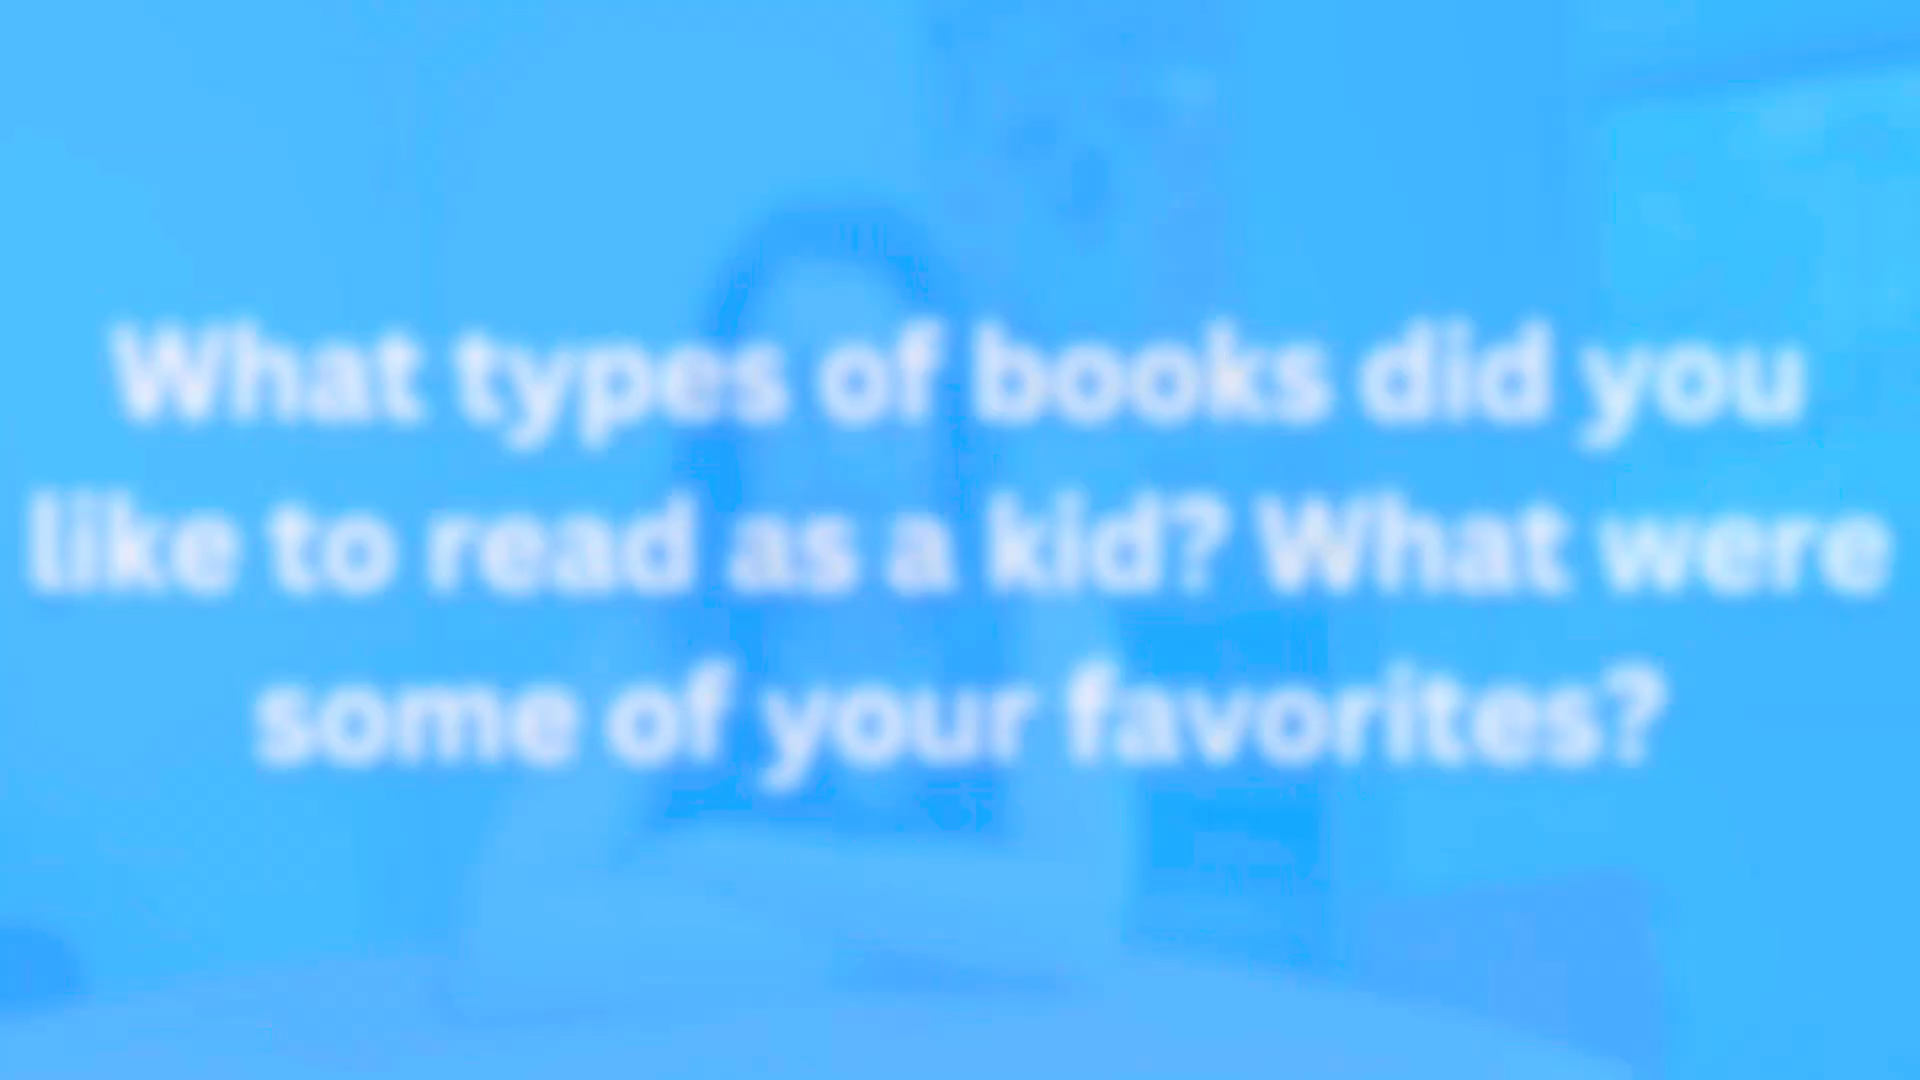 What types of books did you
like to read as a kid? What were
some of your favorites?